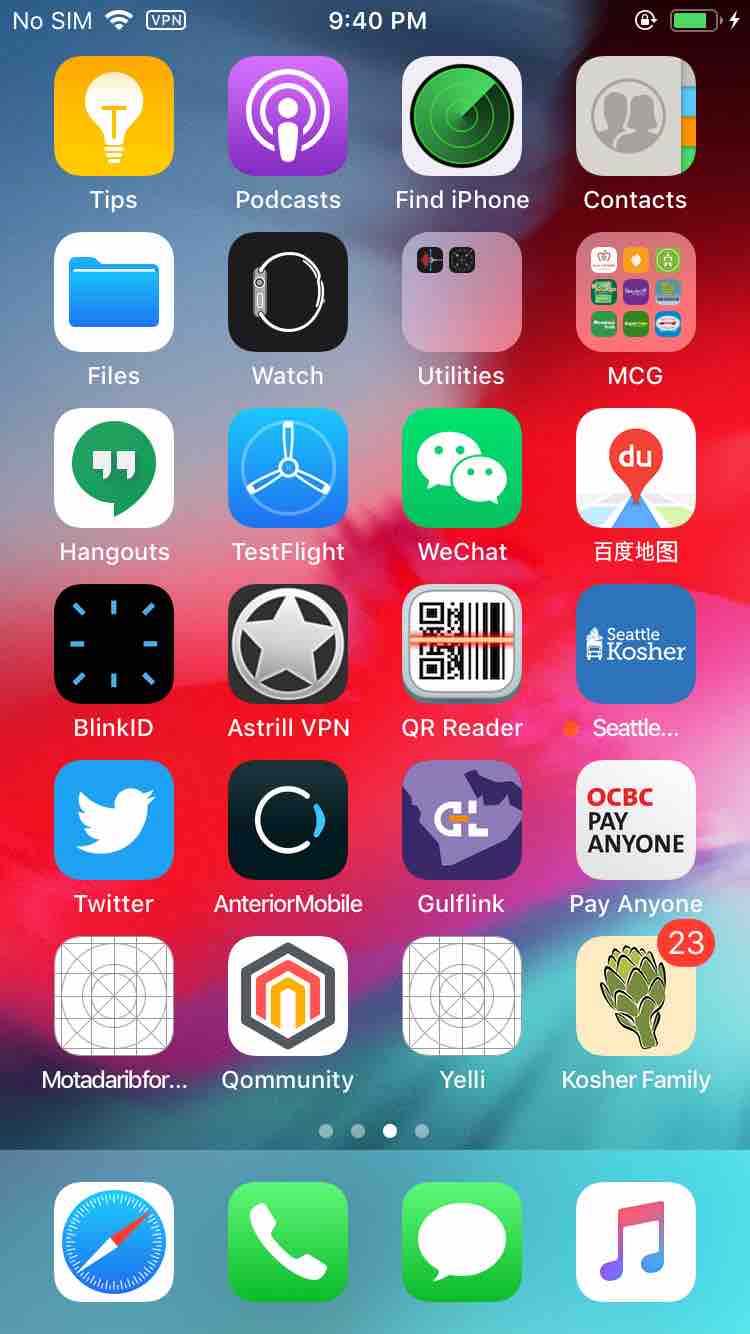 No SIM VPN 9:40 PM
Tips Podcasts Find iPhone Contacts
Files Watch Utilities MCG
du
Hangouts TestFlight WeChat 百度地图
Seattle
Kosher
BlinkID Astrill VPN QR Reader Seattle...
OCBC
PAY
ANYONE
GL
Twitter AnteriorMobile Gulflink Pay Anyone
23
Motadaribfor... Qommunity Yelli Kosher Family